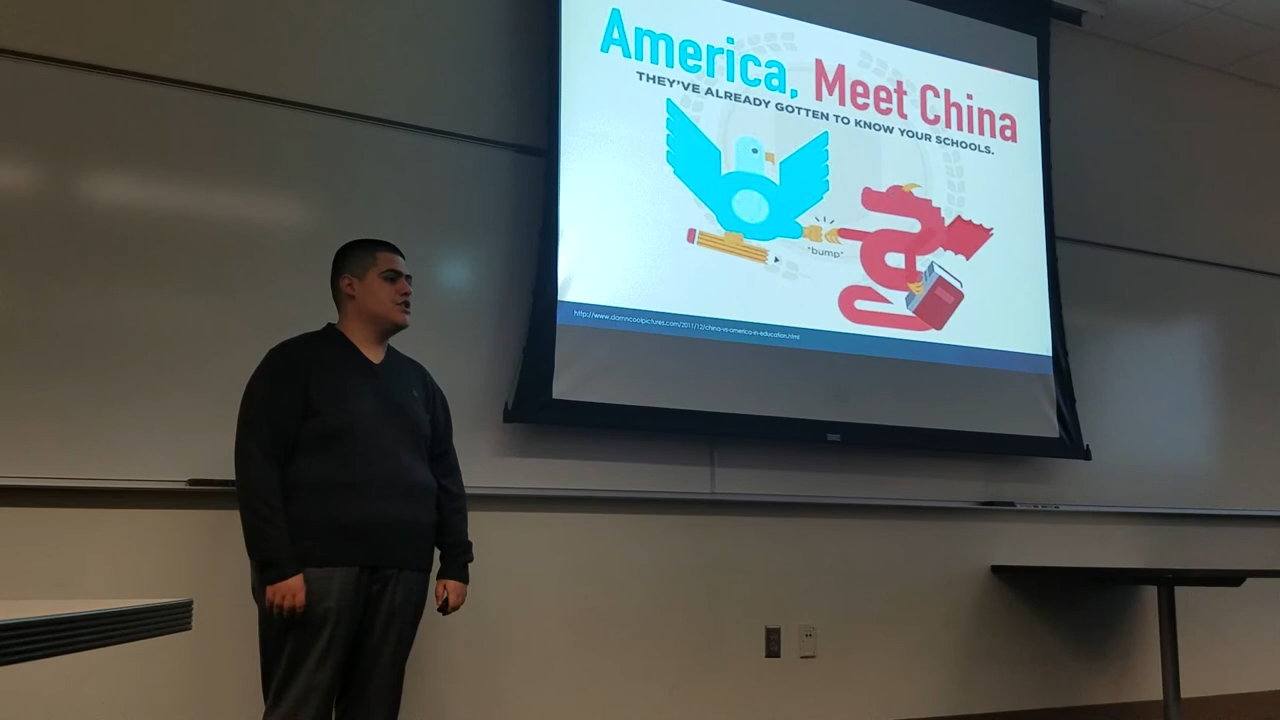 America, Meet China
THEY'VE ALREADY GOTTEN TO KNOW YOUR SCHOOLS.
*bump*
http://www.damncoolpictures.com/2011/12/china-vs-america-in-education.html